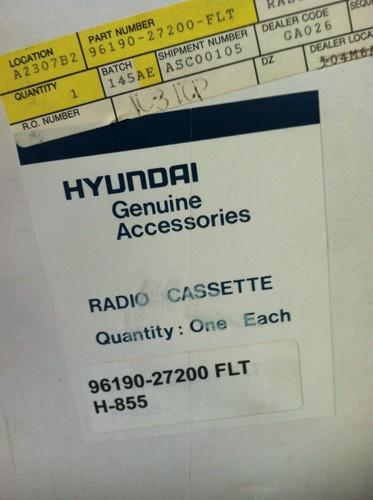 LOCATION
A2307B2
PART NUMBER
96190-27200-FLT
QUANTITY 1
BATCH
145AE
SHIPMENT NUMBER
ASC00105
DEALER CODE
GA026
R.O. NUMBER
DZ
DEALER LOCA
HYUNDAI
Genuine
Accessories
RADIO CASSETTE
Quantity: One Each
96190-27200 FLT
H-855